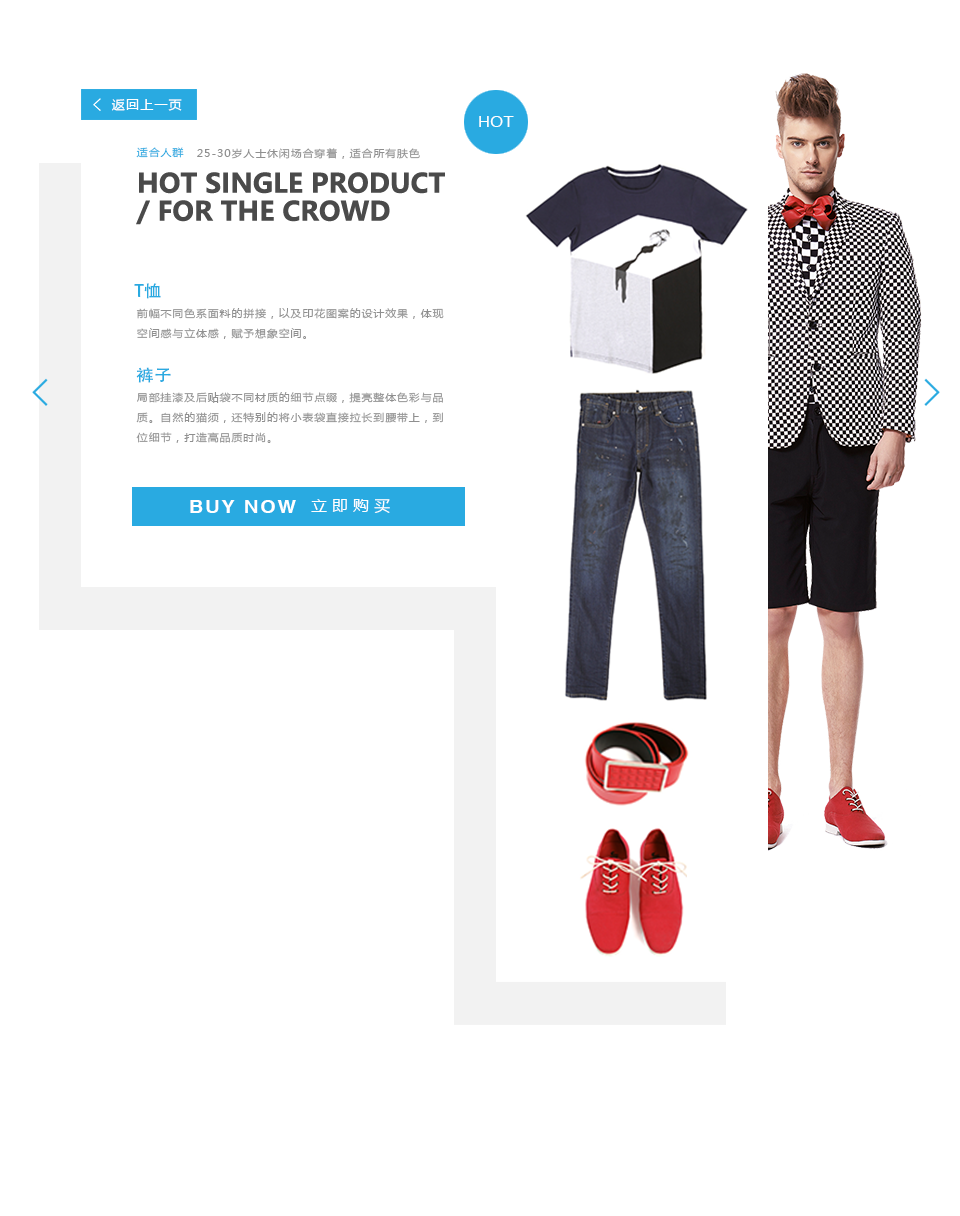 返回上一页
HOT
适合人群 25-30岁人士休闲场合穿着，适合所有肤色
HOT SINGLE PRODUCT
/ FOR THE CROWD
T恤
前幅不同色系面料的拼接，以及印花图案的设计效果，体现
空间感与立体感，赋予想象空间。
裤子
局部挂漆及后贴袋不同材质的细节点缀，提亮整体色彩与品
质。自然的猫须，还特别的将小表袋直接拉长到腰带上，到
位细节，打造高品质时尚。
BUY NOW 立即购买